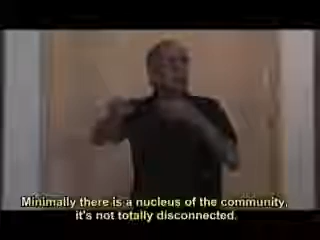 Minimally there is a nucleus of the community,
it's not totally disconnected.